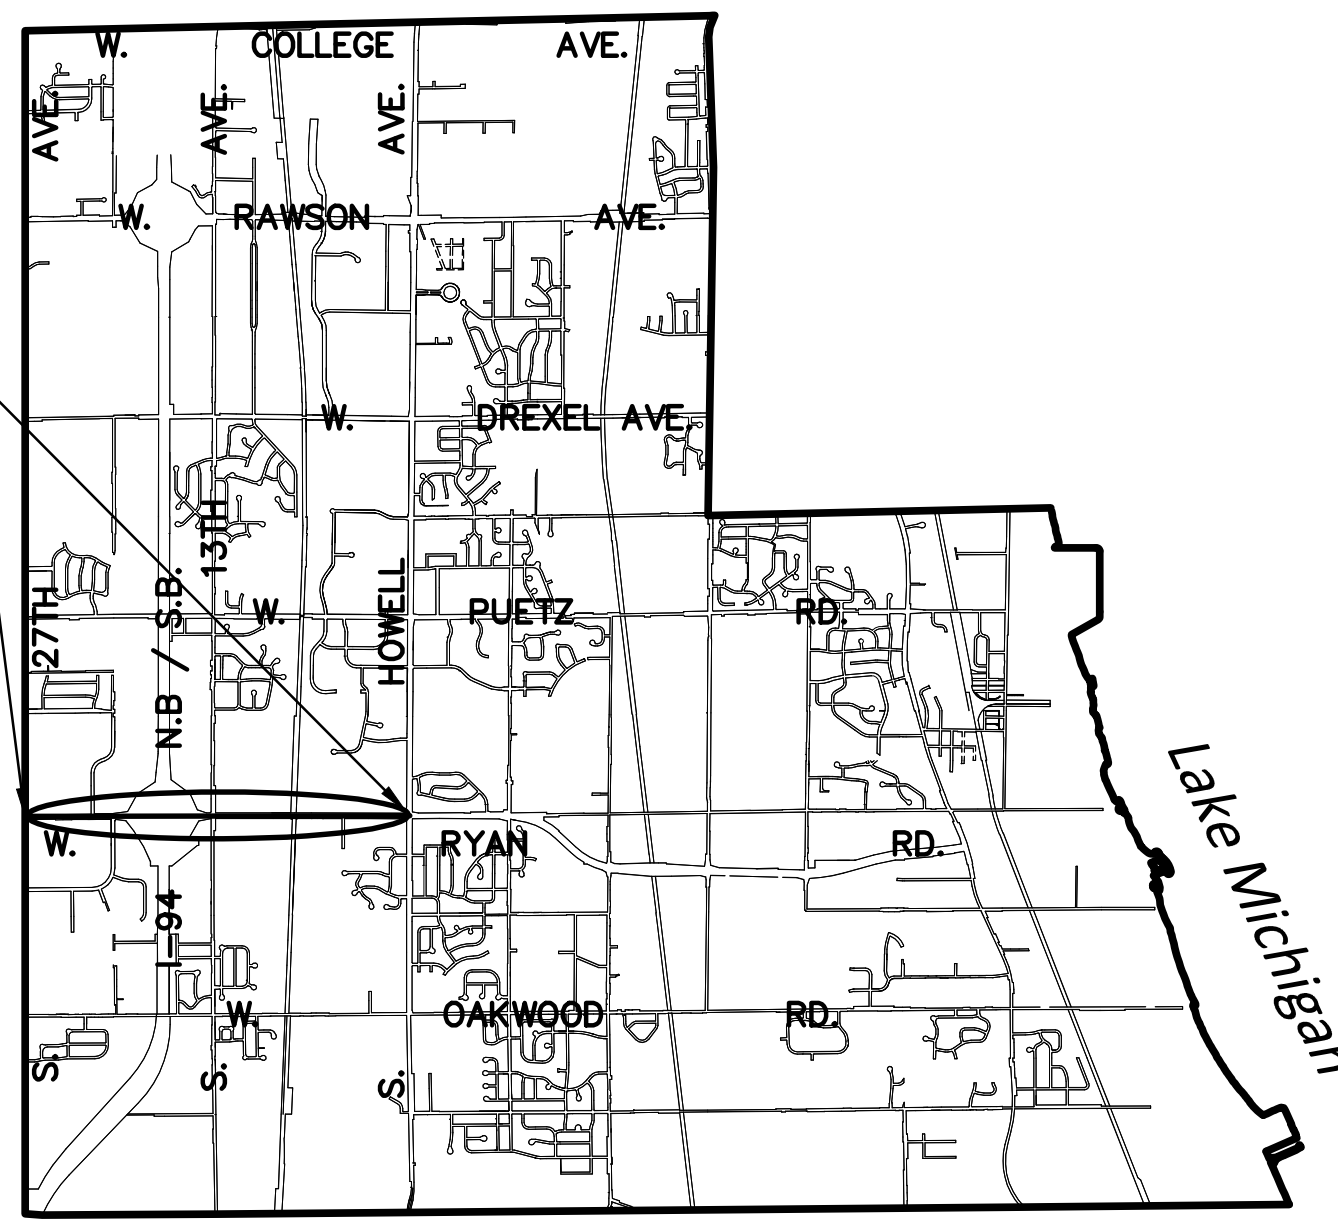 W. COLLEGE AVE.
W. RAWSON AVE.
W. DREXEL AVE.
W. PUETZ RD.
W. RYAN RD.
W. OAKWOOD RD.
S. 27TH AVE.
I-94 N.B / S.B.
S. 13TH AVE.
S. HOWELL AVE.
Lake Michigan